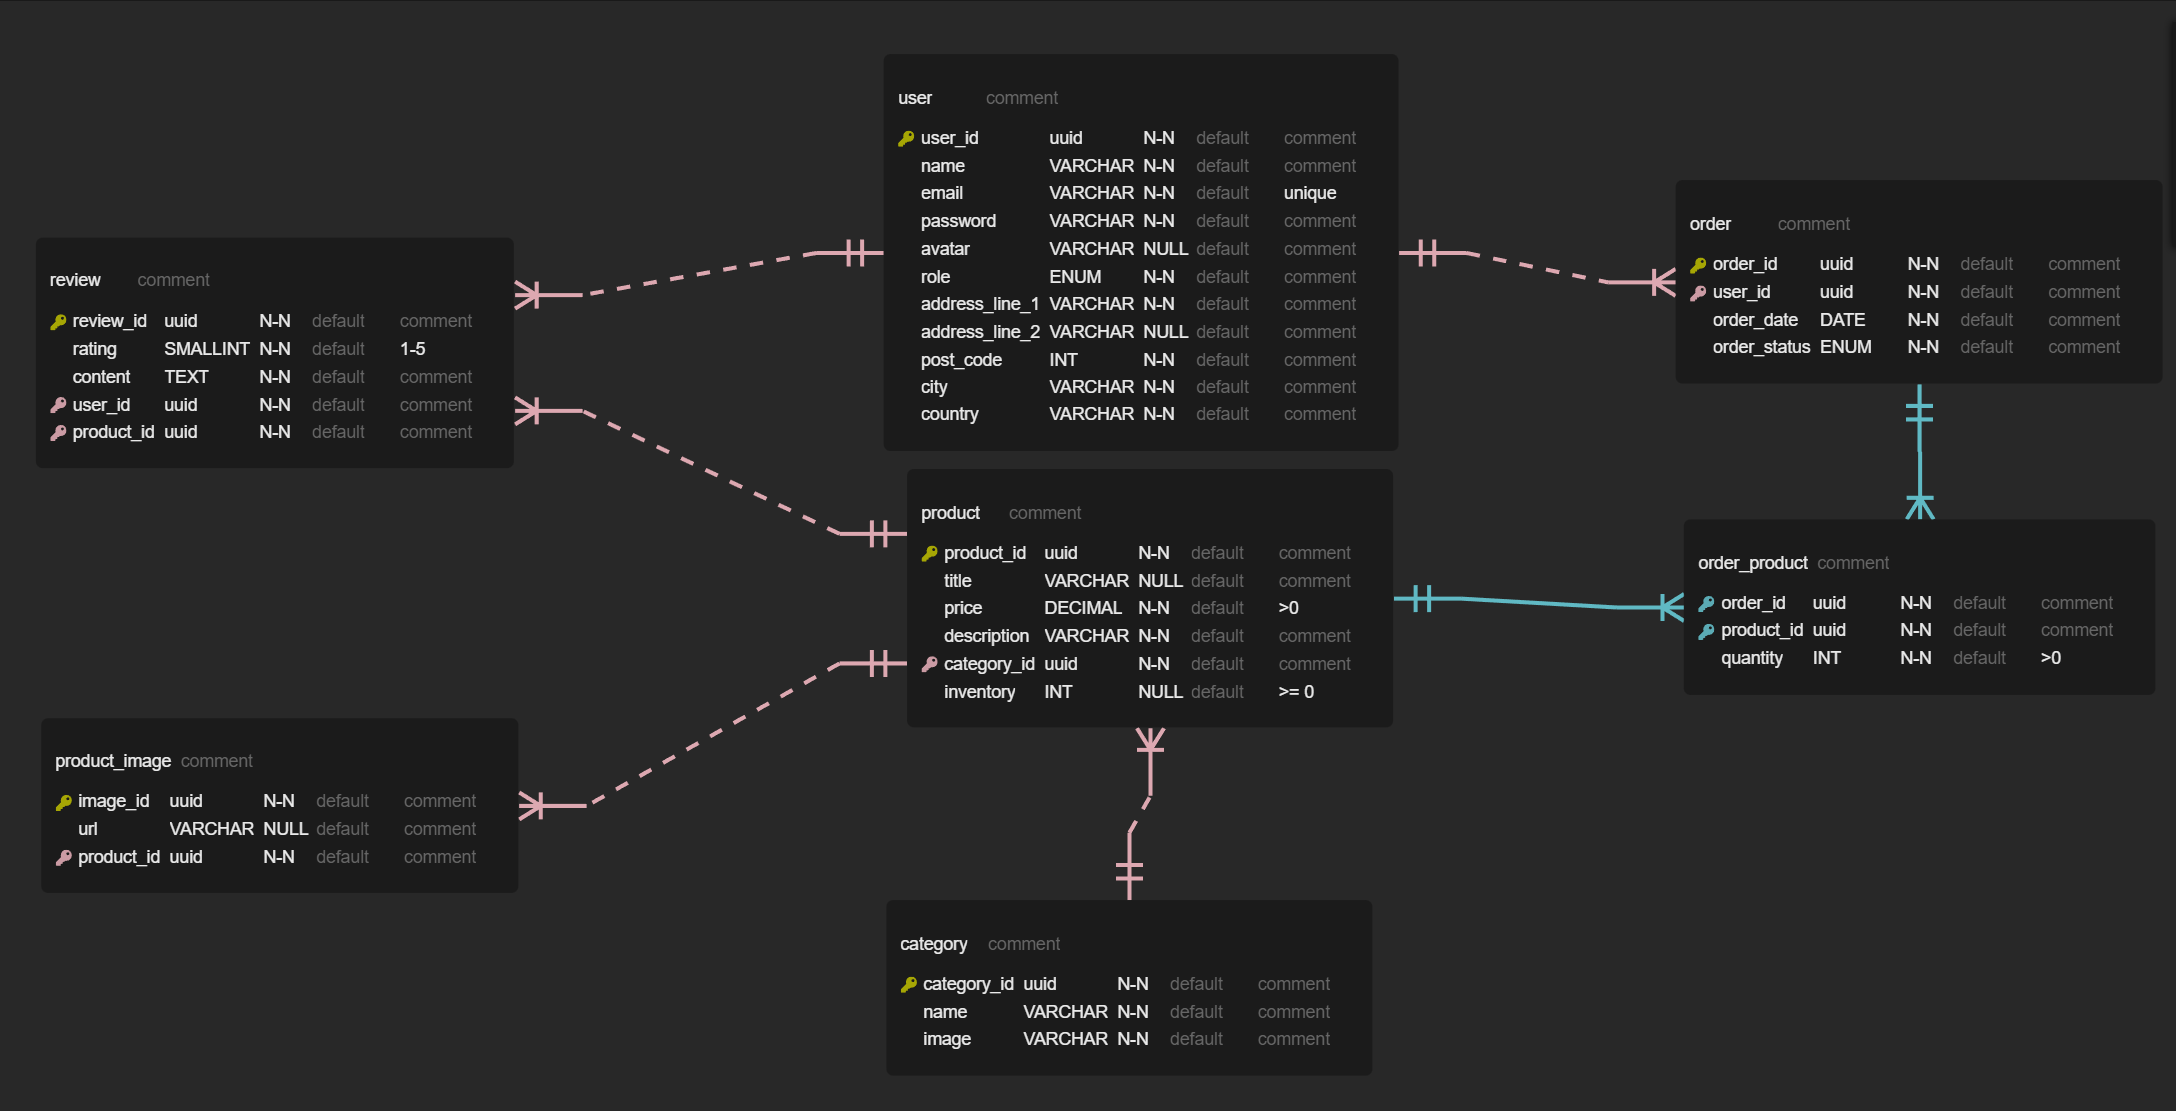 user comment
user_id uuid N-N default comment
name VARCHAR N-N default comment
email VARCHAR N-N default unique
password VARCHAR N-N default comment
avatar VARCHAR NULL default comment
role ENUM N-N default comment
address_line_1 VARCHAR N-N default comment
address_line_2 VARCHAR NULL default comment
post_code INT N-N default comment
city VARCHAR N-N default comment
country VARCHAR N-N default comment
order comment
order_id uuid N-N default comment
user_id uuid N-N default comment
order_date DATE N-N default comment
order_status ENUM N-N default comment
review comment
review_id uuid N-N default comment
rating SMALLINT N-N default 1-5
content TEXT N-N default comment
user_id uuid N-N default comment
product_id uuid N-N default comment
product comment
product_id uuid N-N default comment
title VARCHAR NULL default comment
price DECIMAL N-N default >0
description VARCHAR N-N default comment
category_id uuid N-N default comment
inventory INT NULL default >= 0
order_product comment
order_id uuid N-N default comment
product_id uuid N-N default comment
quantity INT N-N default >0
product_image comment
image_id uuid N-N default comment
url VARCHAR NULL default comment
product_id uuid N-N default comment
category comment
category_id uuid N-N default comment
name VARCHAR N-N default comment
image VARCHAR N-N default comment